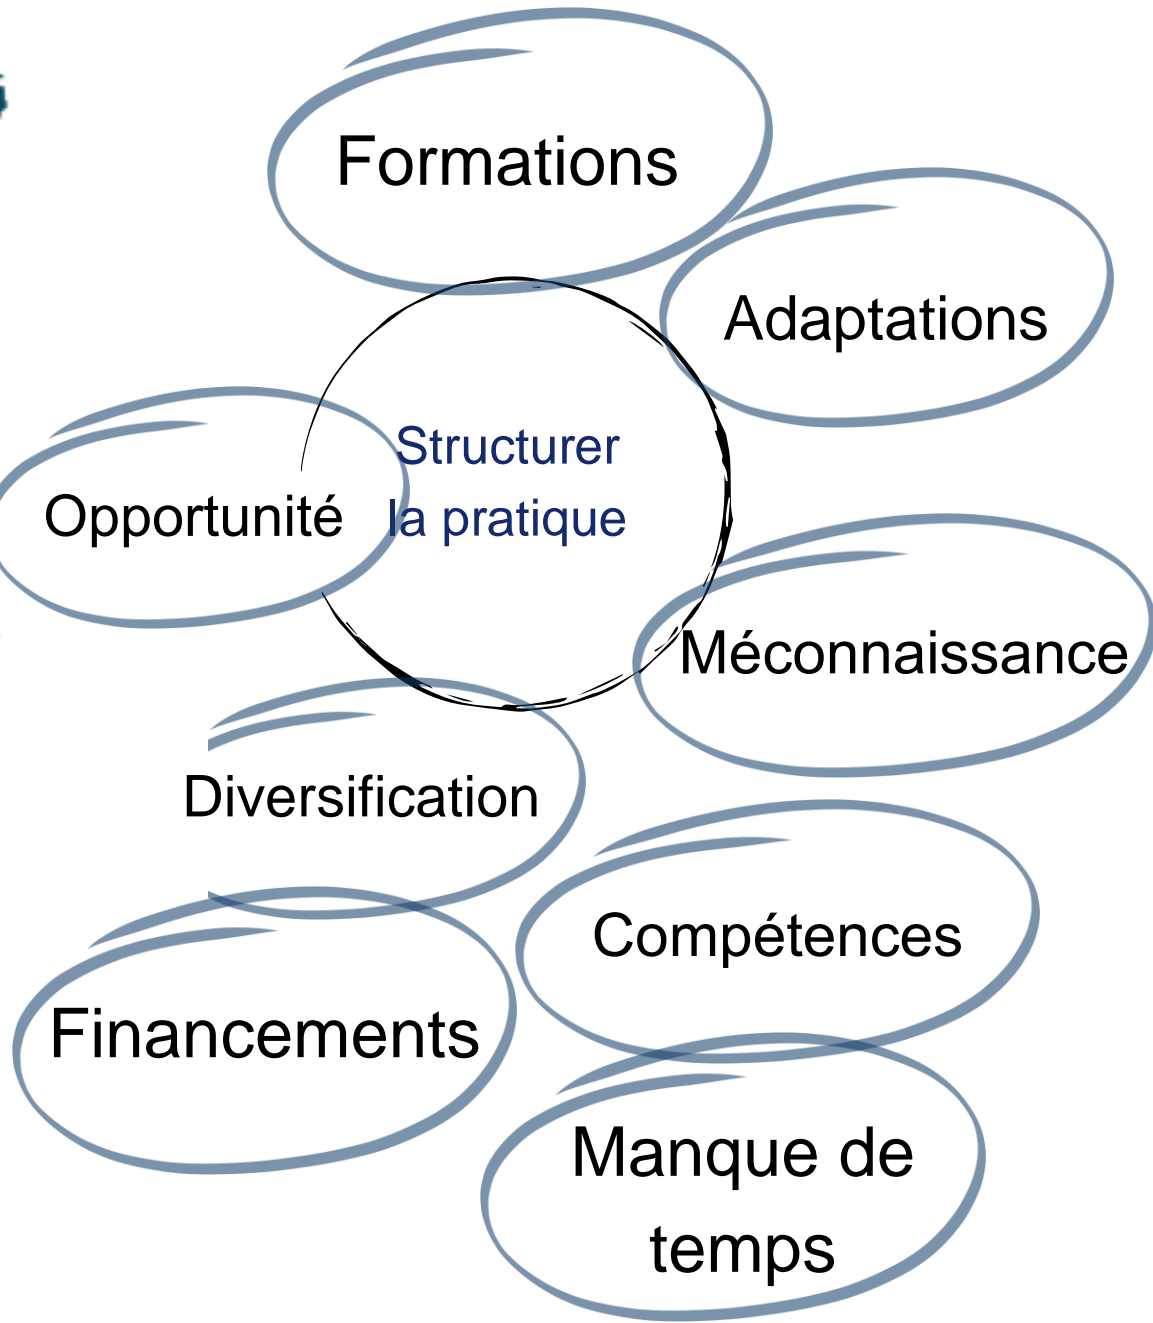 Formations
Adaptations
Structurer
la pratique
Opportunité
Méconnaissance
Diversification
Compétences
Financements
Manque de
temps